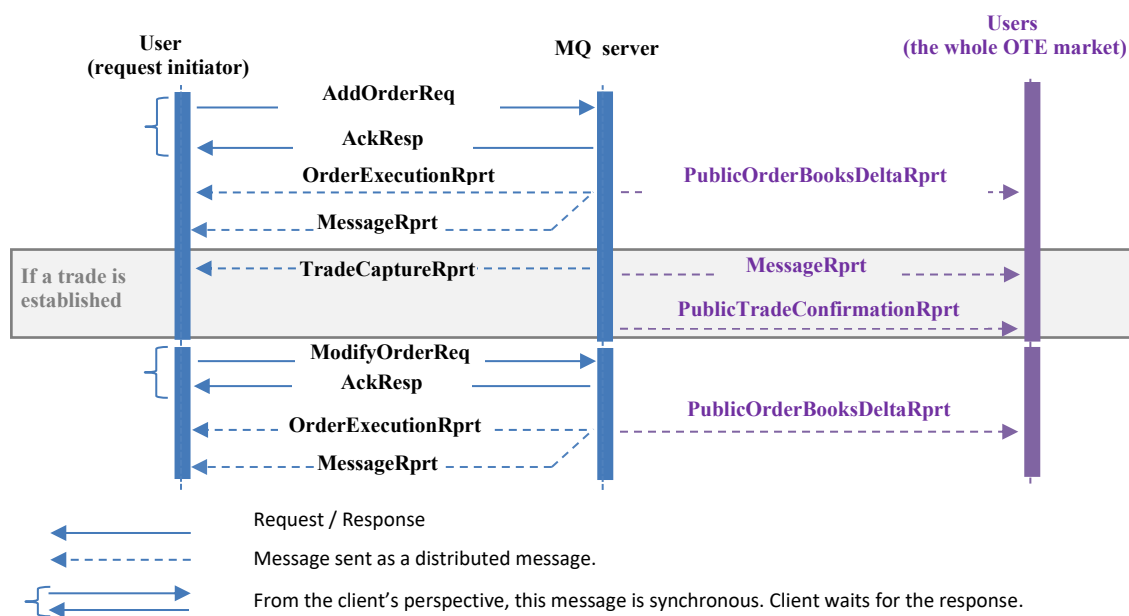 User
(request initiator)
MQ server
Users
(the whole OTE market)
AddOrderReq
AckResp
OrderExecutionRprt
PublicOrderBooksDeltaRprt
MessageRprt
If a trade is
established
TradeCaptureRprt
MessageRprt
PublicTradeConfirmationRprt
ModifyOrderReq
AckResp
PublicOrderBooksDeltaRprt
OrderExecutionRprt
MessageRprt
Request / Response
Message sent as a distributed message.
From the client's perspective, this message is synchronous. Client waits for the response.